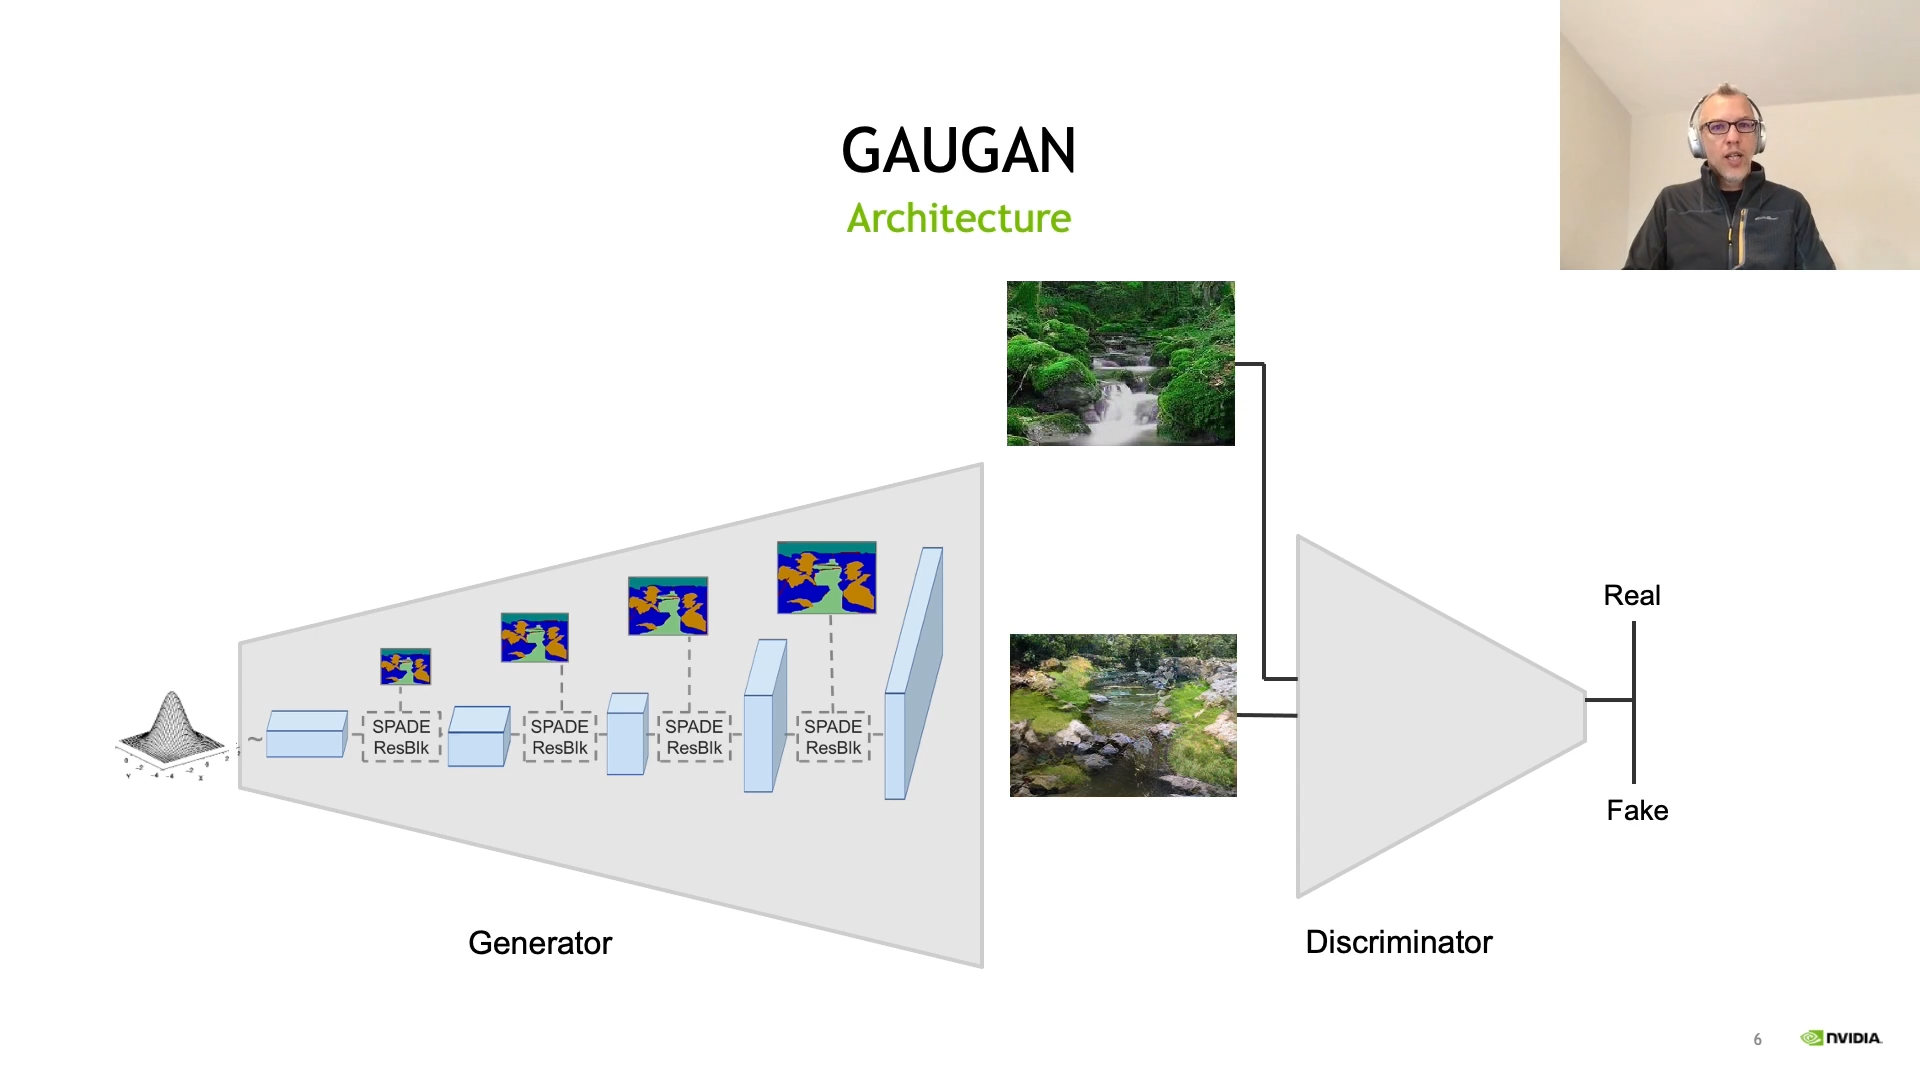 GAUGAN
Architecture
SPADE
ResBlk
SPADE
ResBlk
SPADE
ResBlk
SPADE
ResBlk
~
Real
Fake
Generator
Discriminator
6
NVIDIA